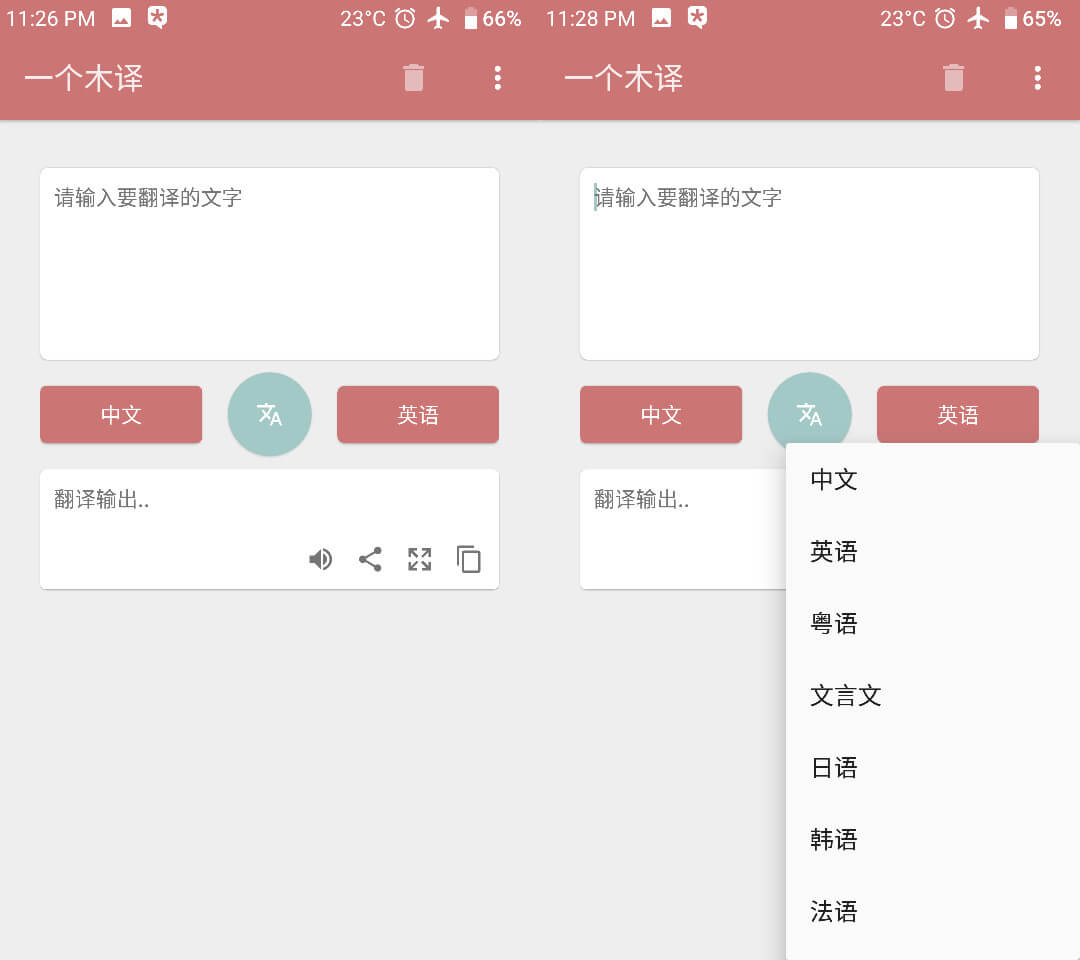 11:26 PM 23°C 66%
一个木译
请输入要翻译的文字
中文 英语
翻译输出..
11:28 PM 23°C 65%
一个木译
请输入要翻译的文字
中文 英语
翻译输出..
中文
英语
粤语
文言文
日语
韩语
法语